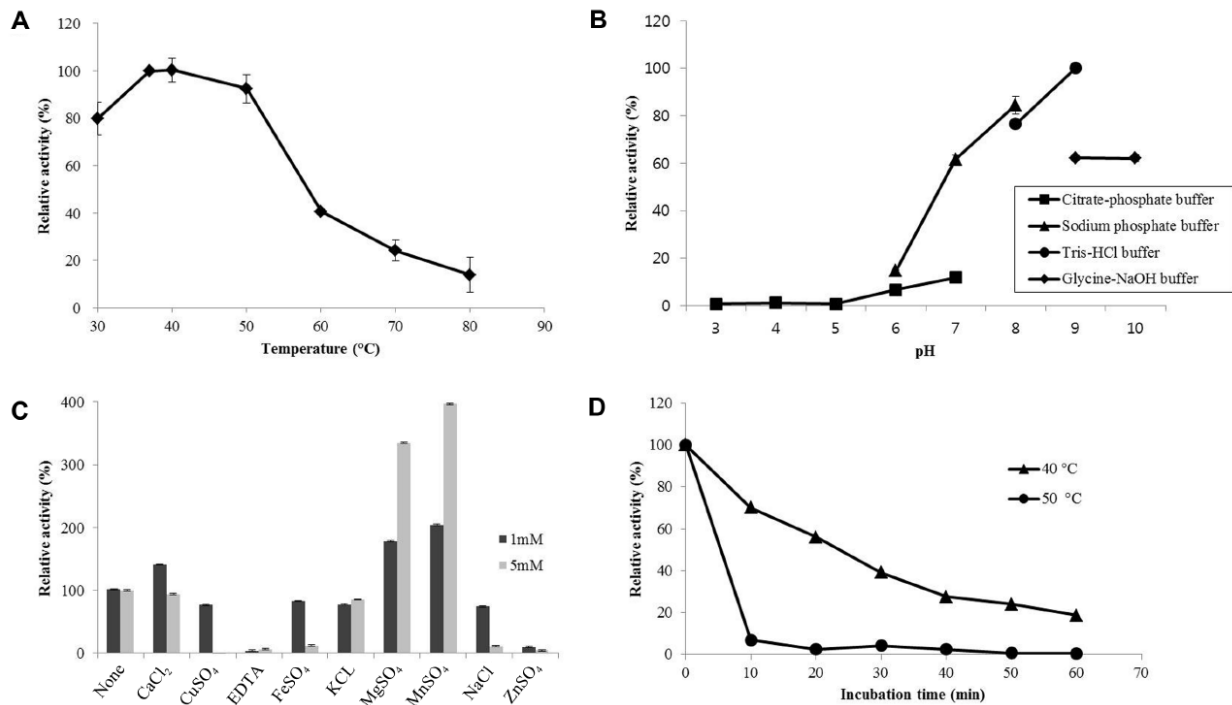 A
120
100
80
60
40
20
0
30 40 50 60 70 80 90
Relative activity (%)
Temperature (°C)
B
120
100
80
60
40
20
0
3 4 5 6 7 8 9 10
Relative activity (%)
pH
Citrate-phosphate buffer
Sodium phosphate buffer
Tris-HCl buffer
Glycine-NaOH buffer
C
400
300
200
100
0
Relative activity (%)
None CaCl₂ CuSO₄ EDTA FeSO₄ KCL MgSO₄ MnSO₄ NaCl ZnSO₄
1mM
5mM
D
120
100
80
60
40
20
0
0 10 20 30 40 50 60 70
Relative activity (%)
Incubation time (min)
40 °C
50 °C